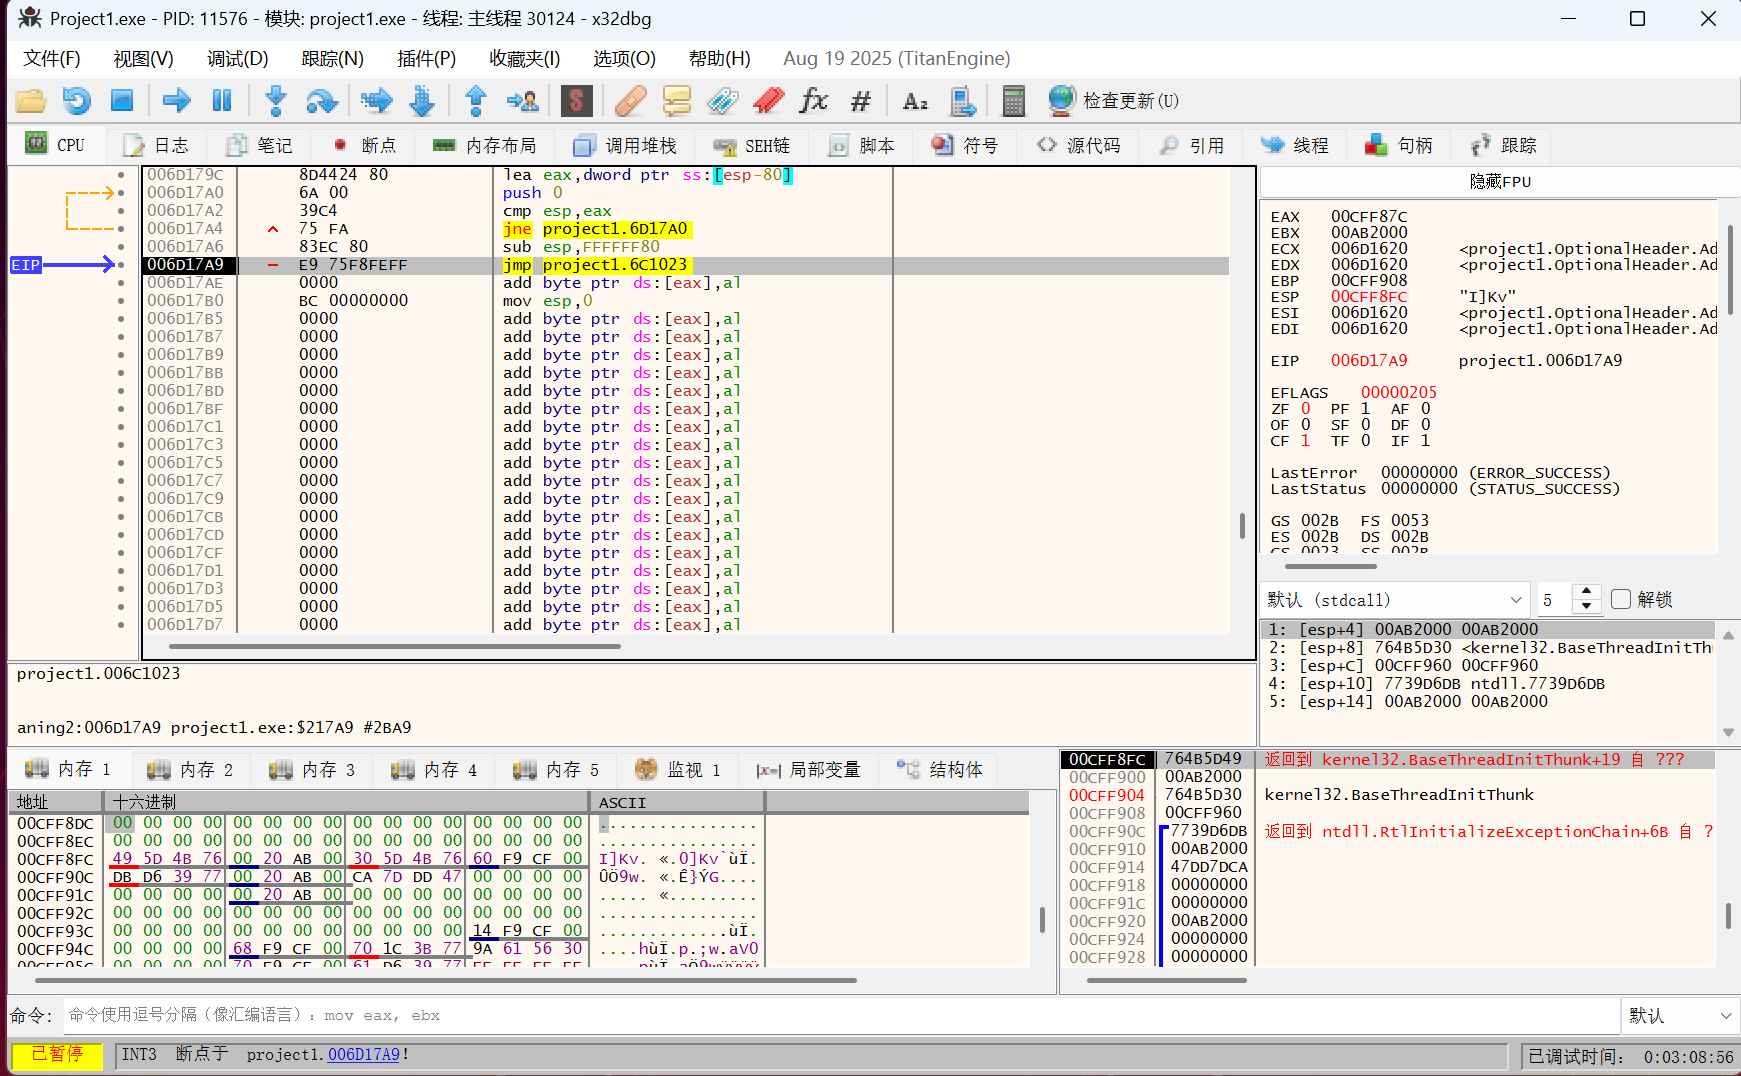 Project1.exe - PID: 11576 - 模块: project1.exe - 线程: 主线程 30124 - x32dbg
文件(F) 视图(V) 调试(D) 跟踪(N) 插件(P) 收藏夹(I) 选项(O) 帮助(H) Aug 19 2025 (TitanEngine)
检查更新(U)
CPU 日志 笔记 断点 内存布局 调用堆栈 SEH链 脚本 符号 源代码 引用 线程 句柄 跟踪
006D179C 8D4424 80 lea eax,dword ptr ss:[esp-80]
006D17A0 6A 00 push 0
006D17A2 39C4 cmp esp,eax
006D17A4 75 FA jne project1.6D17A0
006D17A6 83EC 80 sub esp,FFFFFF80
EIP 006D17A9 E9 75F8FEFF jmp project1.6C1023
006D17AE 0000 add byte ptr ds:[eax],al
006D17B0 BC 00000000 mov esp,0
006D17B5 0000 add byte ptr ds:[eax],al
006D17B7 0000 add byte ptr ds:[eax],al
006D17B9 0000 add byte ptr ds:[eax],al
006D17BB 0000 add byte ptr ds:[eax],al
006D17BD 0000 add byte ptr ds:[eax],al
006D17BF 0000 add byte ptr ds:[eax],al
006D17C1 0000 add byte ptr ds:[eax],al
006D17C3 0000 add byte ptr ds:[eax],al
006D17C5 0000 add byte ptr ds:[eax],al
006D17C7 0000 add byte ptr ds:[eax],al
006D17C9 0000 add byte ptr ds:[eax],al
006D17CB 0000 add byte ptr ds:[eax],al
006D17CD 0000 add byte ptr ds:[eax],al
006D17CF 0000 add byte ptr ds:[eax],al
006D17D1 0000 add byte ptr ds:[eax],al
006D17D3 0000 add byte ptr ds:[eax],al
006D17D5 0000 add byte ptr ds:[eax],al
006D17D7 0000 add byte ptr ds:[eax],al
隐藏FPU
EAX 00CFF87C
EBX 00AB2000
ECX 006D1620 <project1.OptionalHeader.Ad
EDX 006D1620 <project1.OptionalHeader.Ad
EBP 00CFF908
ESP 00CFF8FC "I]Kv"
ESI 006D1620 <project1.OptionalHeader.Ad
EDI 006D1620 <project1.OptionalHeader.Ad
EIP 006D17A9 project1.006D17A9
EFLAGS 00000205
ZF 0 PF 1 AF 0
OF 0 SF 0 DF 0
CF 1 TF 0 IF 1
LastError 00000000 (ERROR_SUCCESS)
LastStatus 00000000 (STATUS_SUCCESS)
GS 002B FS 0053
ES 002B DS 002B
CS 0023 SS 002B
默认 (stdcall) 5 解锁
1: [esp+4] 00AB2000 00AB2000
2: [esp+8] 764B5D30 <kernel32.BaseThreadInitTh
3: [esp+C] 00CFF960 00CFF960
4: [esp+10] 7739D6DB ntdll.7739D6DB
5: [esp+14] 00AB2000 00AB2000
project1.006C1023
aning2:006D17A9 project1.exe:$217A9 #2BA9
内存 1 内存 2 内存 3 内存 4 内存 5 监视 1 局部变量 结构体
地址 十六进制 ASCII
00CFF8DC 00 00 00 00 00 00 00 00 00 00 00 00 00 00 00 00 ................
00CFF8EC 00 00 00 00 00 00 00 00 00 00 00 00 00 00 00 00 ................
00CFF8FC 49 5D 4B 76 00 20 AB 00 30 5D 4B 76 60 F9 CF 00 I]Kv. «.0]Kv`ùÏ.
00CFF90C DB D6 39 77 00 20 AB 00 CA 7D DD 47 00 00 00 00 ÛÖ9w. «.Ê}ÝG....
00CFF91C 00 00 00 00 00 20 AB 00 00 00 00 00 00 00 00 00 ..... «.........
00CFF92C 00 00 00 00 00 00 00 00 00 00 00 00 00 00 00 00 ................
00CFF93C 00 00 00 00 00 00 00 00 00 00 00 00 14 F9 CF 00 .............ùÏ.
00CFF94C 00 00 00 00 68 F9 CF 00 70 1C 3B 77 9A 61 56 30 ....hùÏ.p.;w.aV0
00CFF8FC 764B5D49 返回到 kernel32.BaseThreadInitThunk+19 自 ???
00CFF900 00AB2000
00CFF904 764B5D30 kernel32.BaseThreadInitThunk
00CFF908 00CFF960
00CFF90C 7739D6DB 返回到 ntdll.RtlInitializeExceptionChain+6B 自 ?
00CFF910 00AB2000
00CFF914 47DD7DCA
00CFF918 00000000
00CFF91C 00000000
00CFF920 00AB2000
00CFF924 00000000
00CFF928 00000000
命令: 命令使用逗号分隔（像汇编语言）: mov eax, ebx 默认
已暂停 INT3 断点于 project1.006D17A9! 已调试时间: 0:03:08:56